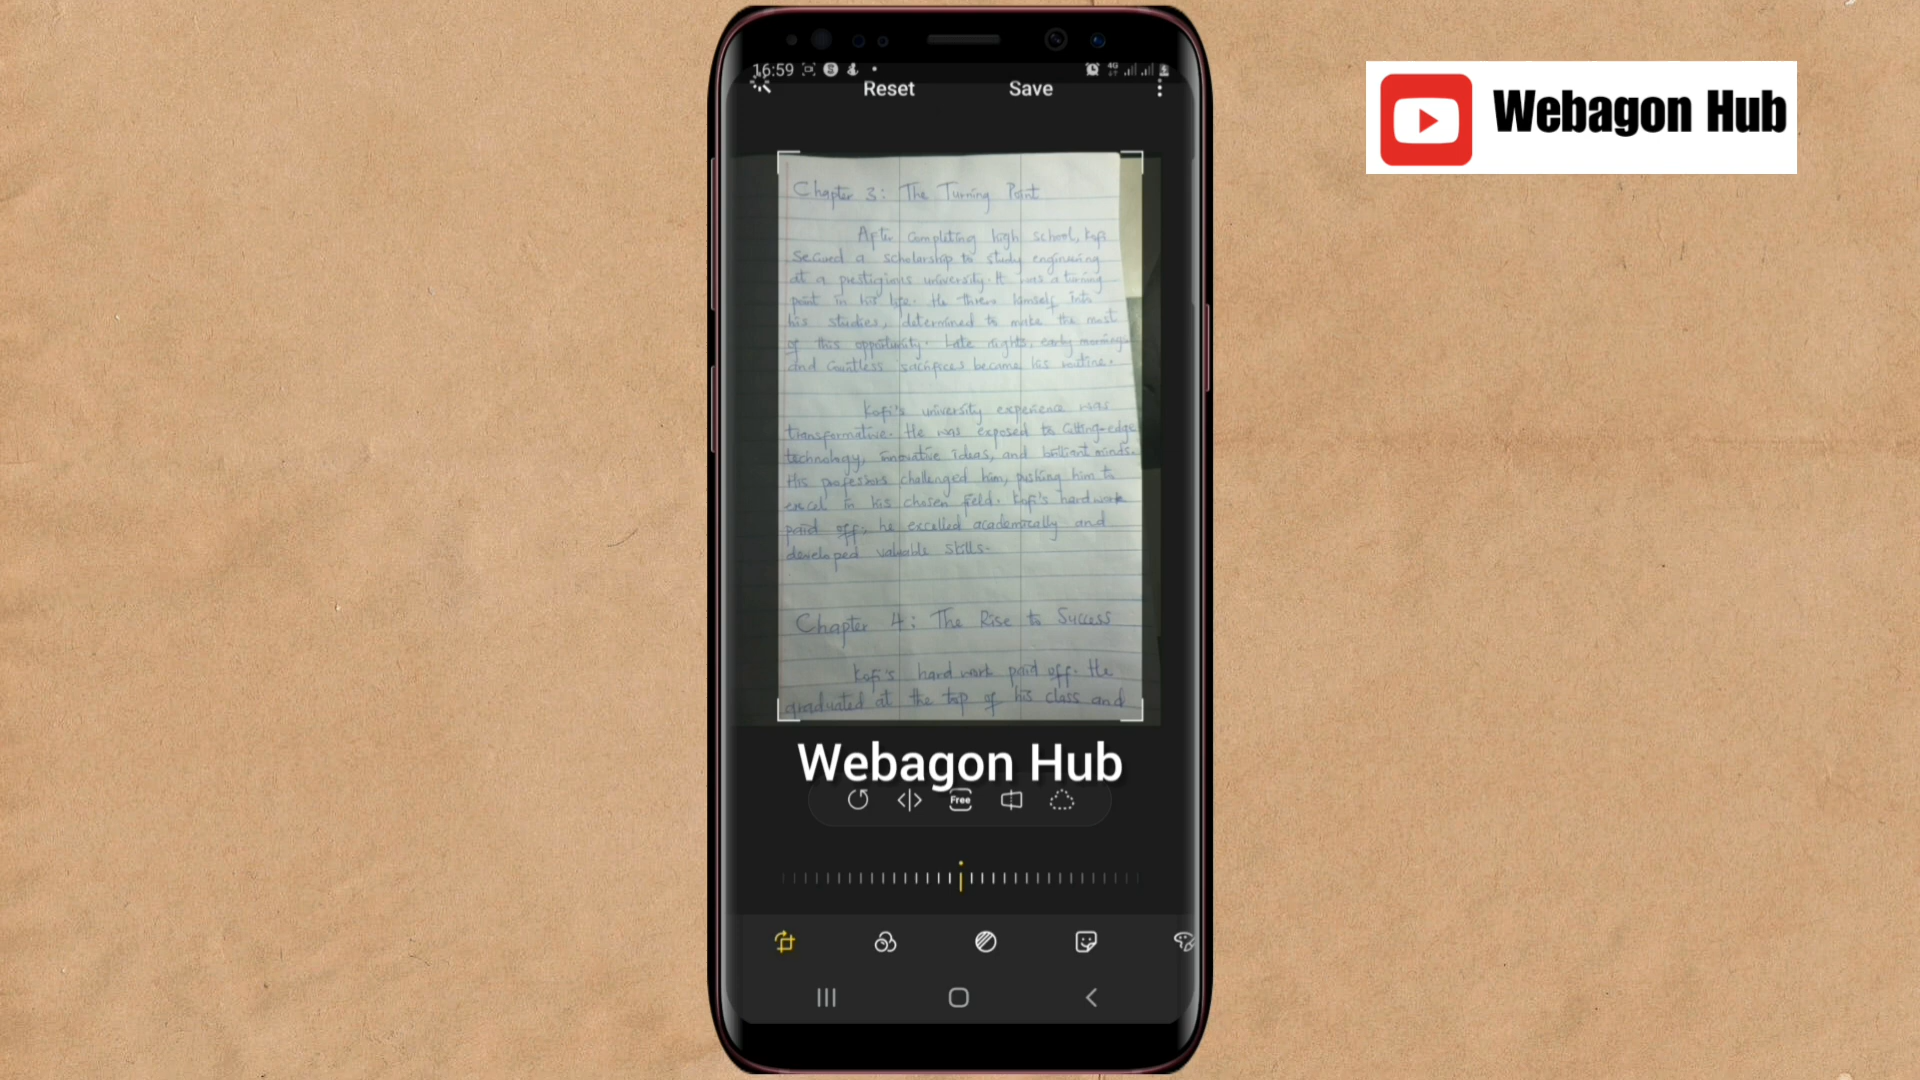 16:59
Reset
Save
Webagon Hub
Chapter 3: The Turning Point
After completing high school, Kofi
secured a scholarship to study engineering
at a prestigious university. It was a turning
point in his life. He threw himself into
his studies, determined to make the most
of this opportunity. Late nights, early mornings
and countless sacrifices became his routine.
Kofi's university experience was
transformative. He was exposed to cutting-edge
technology, innovative ideas, and brilliant minds.
His professors challenged him, pushing him to
excel in his chosen field. Kofi's hardwork
paid off; he excelled academically and
developed valuable skills.
Chapter 4: The Rise to Success
Kofi's hard work paid off. He
graduated at the top of his class and
Webagon Hub
Free